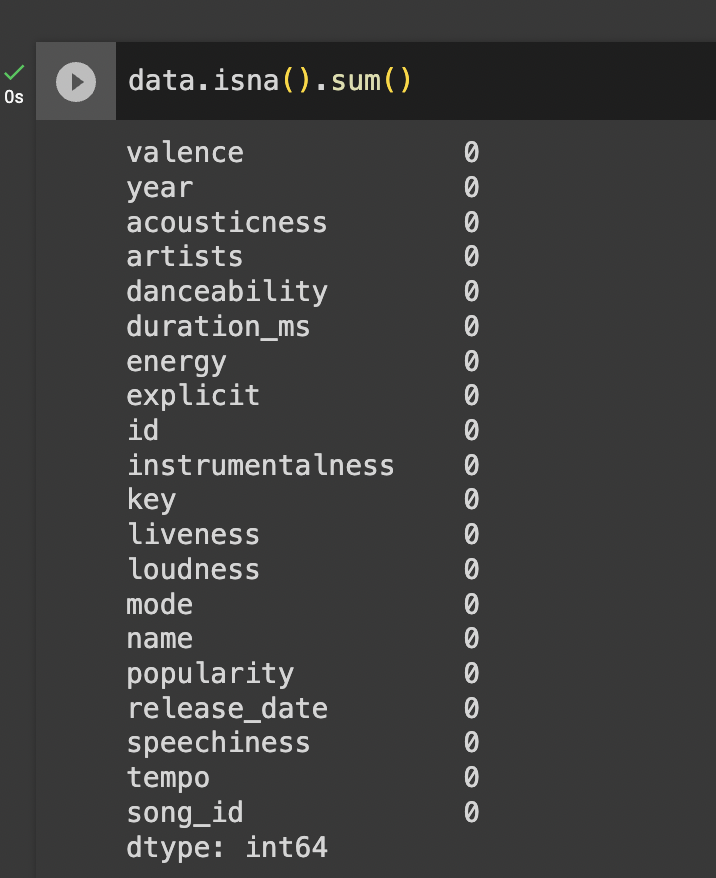 data.isna().sum()
0s
valence 0
year 0
acousticness 0
artists 0
danceability 0
duration_ms 0
energy 0
explicit 0
id 0
instrumentalness 0
key 0
liveness 0
loudness 0
mode 0
name 0
popularity 0
release_date 0
speechiness 0
tempo 0
song_id 0
dtype: int64